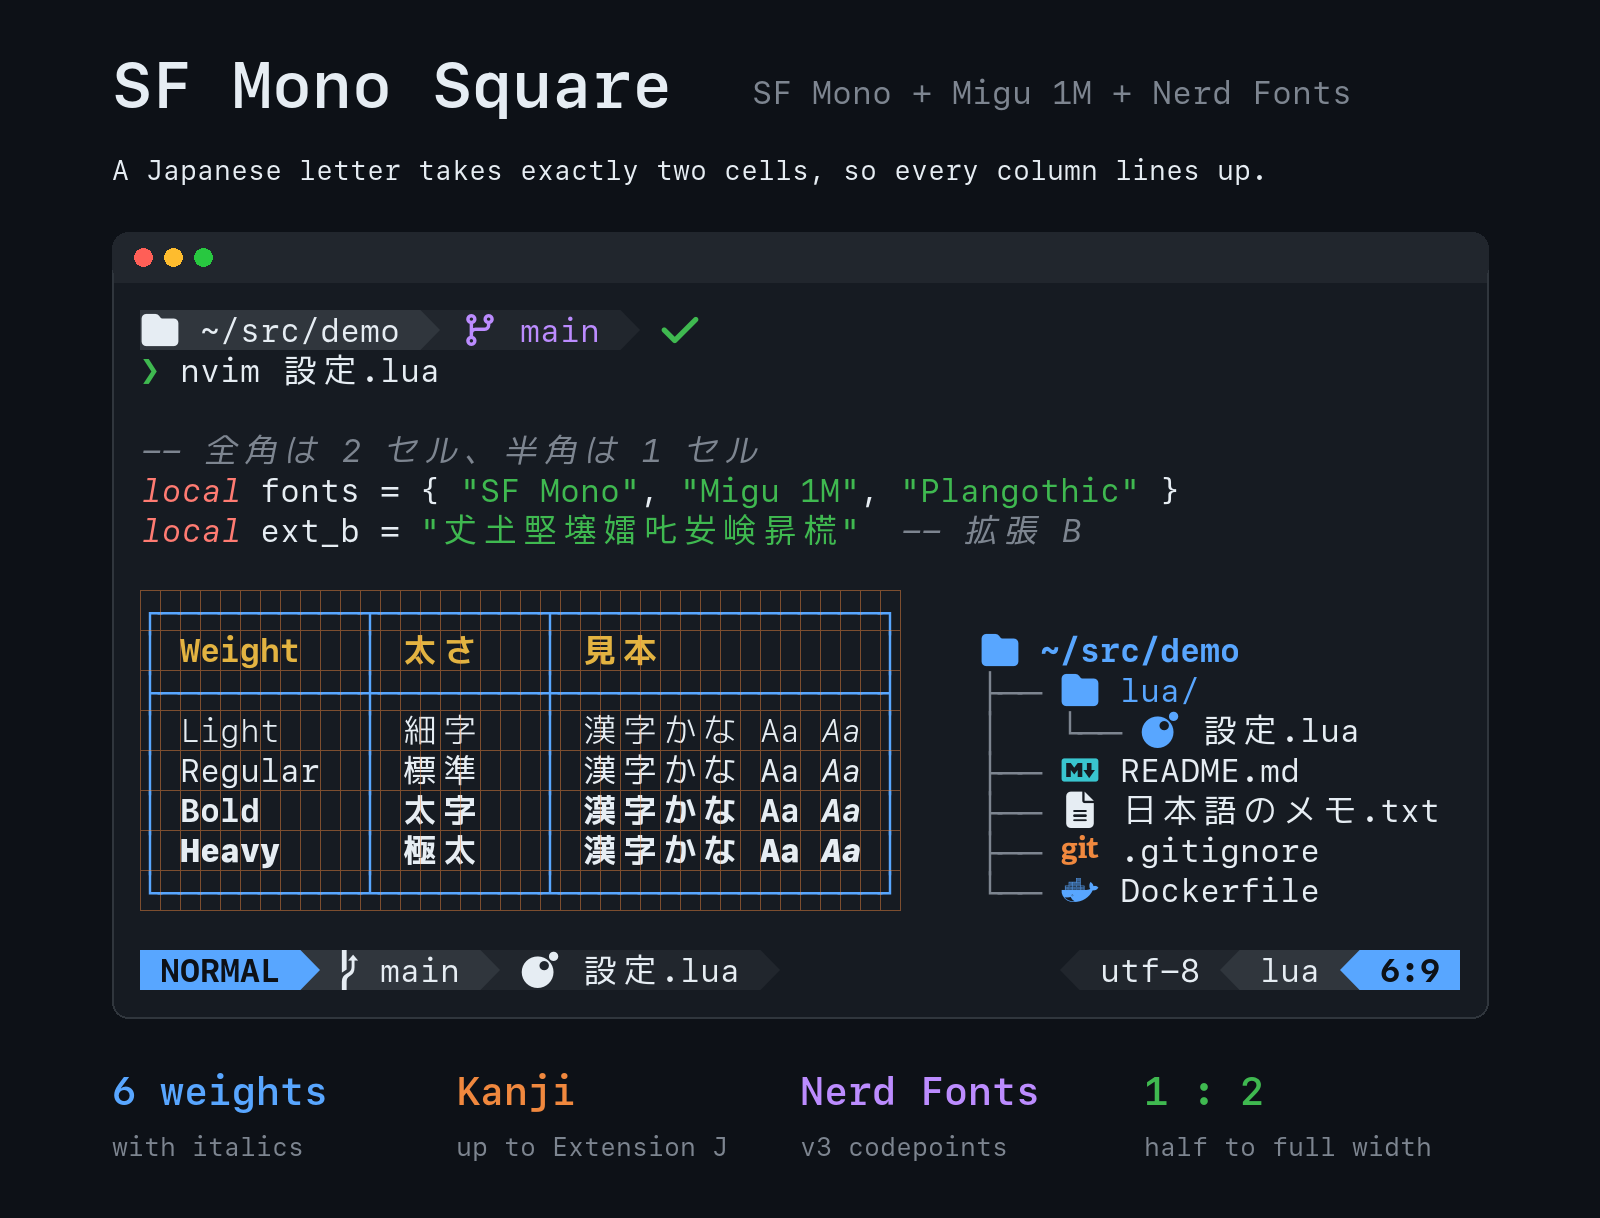 SF Mono Square
SF Mono + Migu 1M + Nerd Fonts
A Japanese letter takes exactly two cells, so every column lines up.
~/src/demo main
❯ nvim 設定.lua
-- 全角は 2 セル、半角は 1 セル
local fonts = { "SF Mono", "Migu 1M", "Plangothic" }
local ext_b = " " -- 拡張 B
Weight 太さ 見本
Light 細字 漢字かな Aa Aa
Regular 標準 漢字かな Aa Aa
Bold 太字 漢字かな Aa Aa
Heavy 極太 漢字かな Aa Aa
~/src/demo
lua/
設定.lua
README.md
日本語のメモ.txt
git .gitignore
Dockerfile
NORMAL main 設定.lua utf-8 lua 6:9
6 weights
with italics
Kanji
up to Extension J
Nerd Fonts
v3 codepoints
1 : 2
half to full width